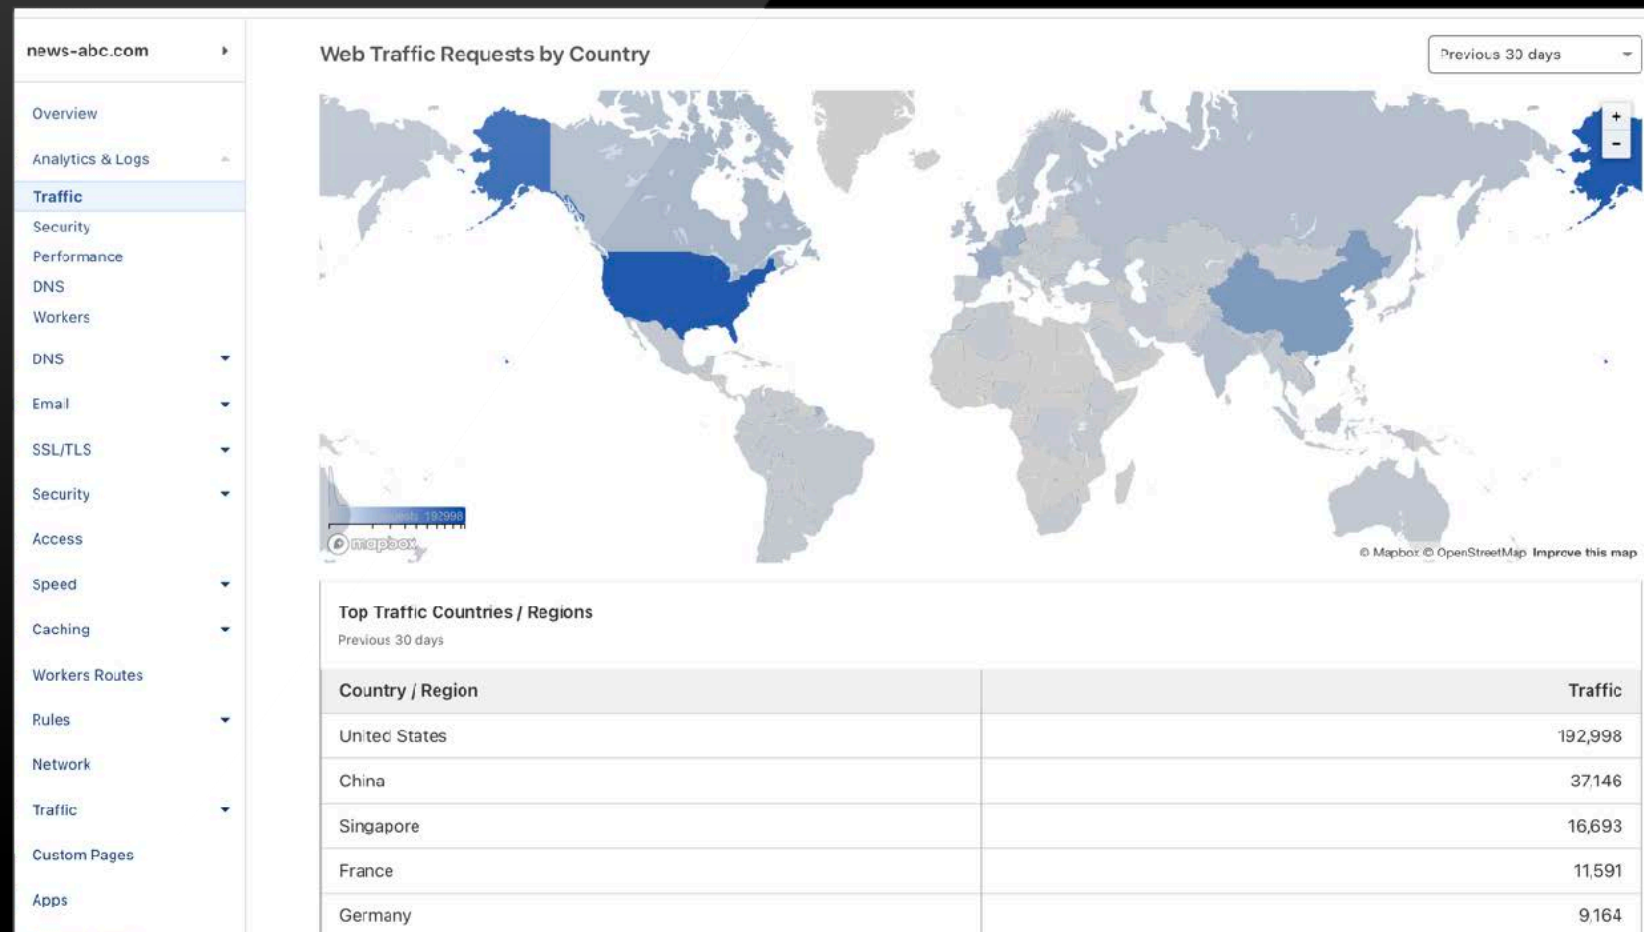 news-abc.com
Overview
Analytics & Logs
Traffic
Security
Performance
DNS
Workers
DNS
Email
SSL/TLS
Security
Access
Speed
Caching
Workers Routes
Rules
Network
Traffic
Custom Pages
Apps
Web Traffic Requests by Country
Previous 30 days
+
-
192998
mapbox
© Mapbox © OpenStreetMap Improve this map
Top Traffic Countries / Regions
Previous 30 days
Country / Region Traffic
United States 192,998
China 37,146
Singapore 16,693
France 11,591
Germany 9,164